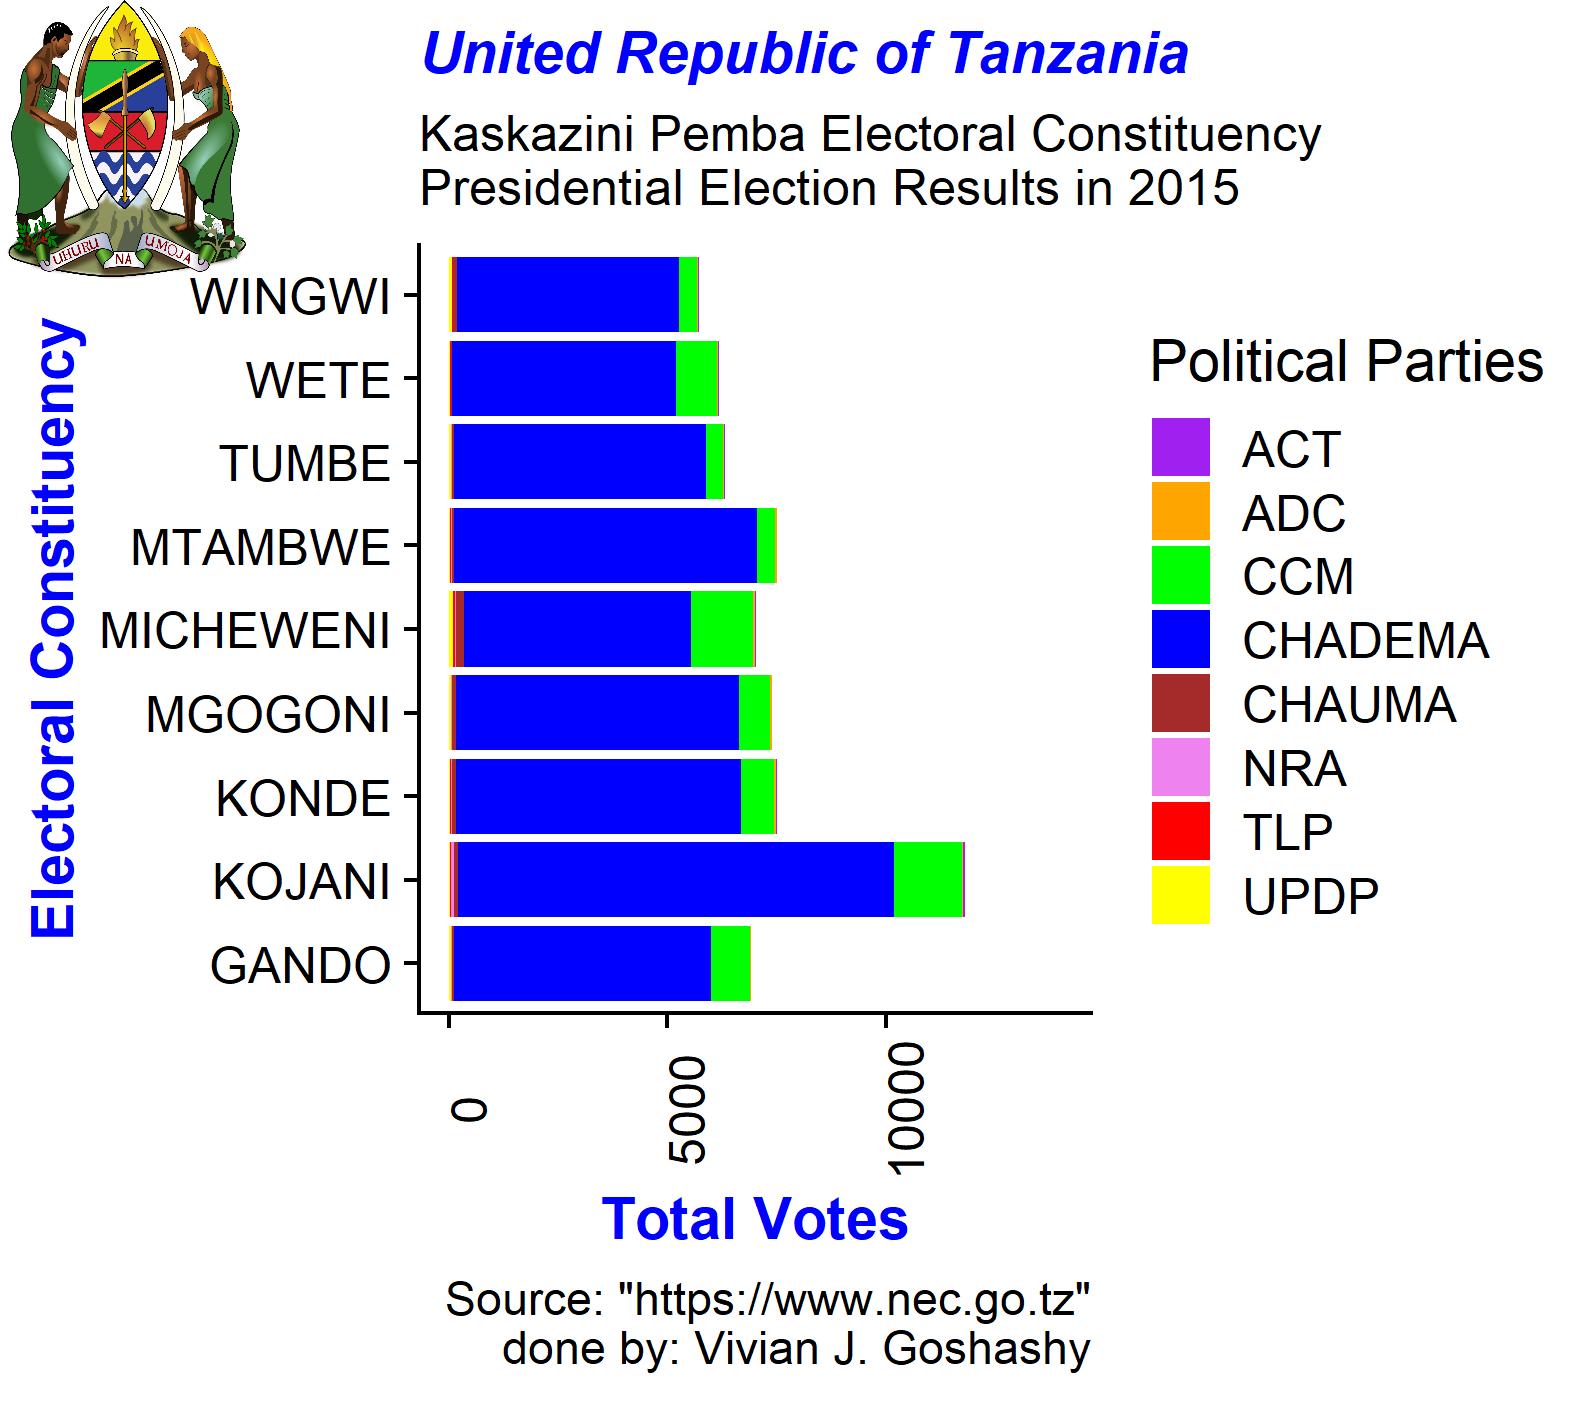 United Republic of Tanzania
Kaskazini Pemba Electoral Constituency
Presidential Election Results in 2015
UHURU NA UMOJA
Electoral Constituency
WINGWI
WETE
TUMBE
MTAMBWE
MICHEWENI
MGOGONI
KONDE
KOJANI
GANDO
0
5000
10000
Total Votes
Political Parties
ACT
ADC
CCM
CHADEMA
CHAUMA
NRA
TLP
UPDP
Source: "https://www.nec.go.tz"
done by: Vivian J. Goshashy